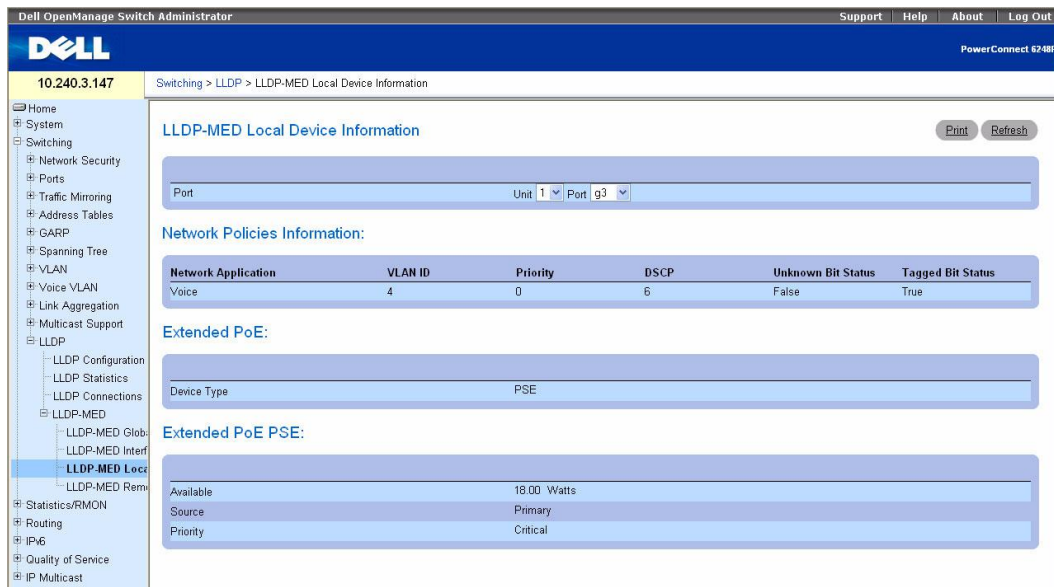 Dell OpenManage Switch Administrator
Support | Help | About | Log Out
DELL
PowerConnect 6248P
10.240.3.147
Switching > LLDP > LLDP-MED Local Device Information
Home
System
Switching
Network Security
Ports
Traffic Mirroring
Address Tables
GARP
Spanning Tree
VLAN
Voice VLAN
Link Aggregation
Multicast Support
LLDP
LLDP Configuration
LLDP Statistics
LLDP Connections
LLDP-MED
LLDP-MED Glob
LLDP-MED Interf
LLDP-MED Loca
LLDP-MED Rem
Statistics/RMON
Routing
IPv6
Quality of Service
IP Multicast
LLDP-MED Local Device Information
Print Refresh
Port Unit 1 Port g3
Network Policies Information:
Network Application VLAN ID Priority DSCP Unknown Bit Status Tagged Bit Status
Voice 4 0 6 False True
Extended PoE:
Device Type PSE
Extended PoE PSE:
Available 18.00 Watts
Source Primary
Priority Critical